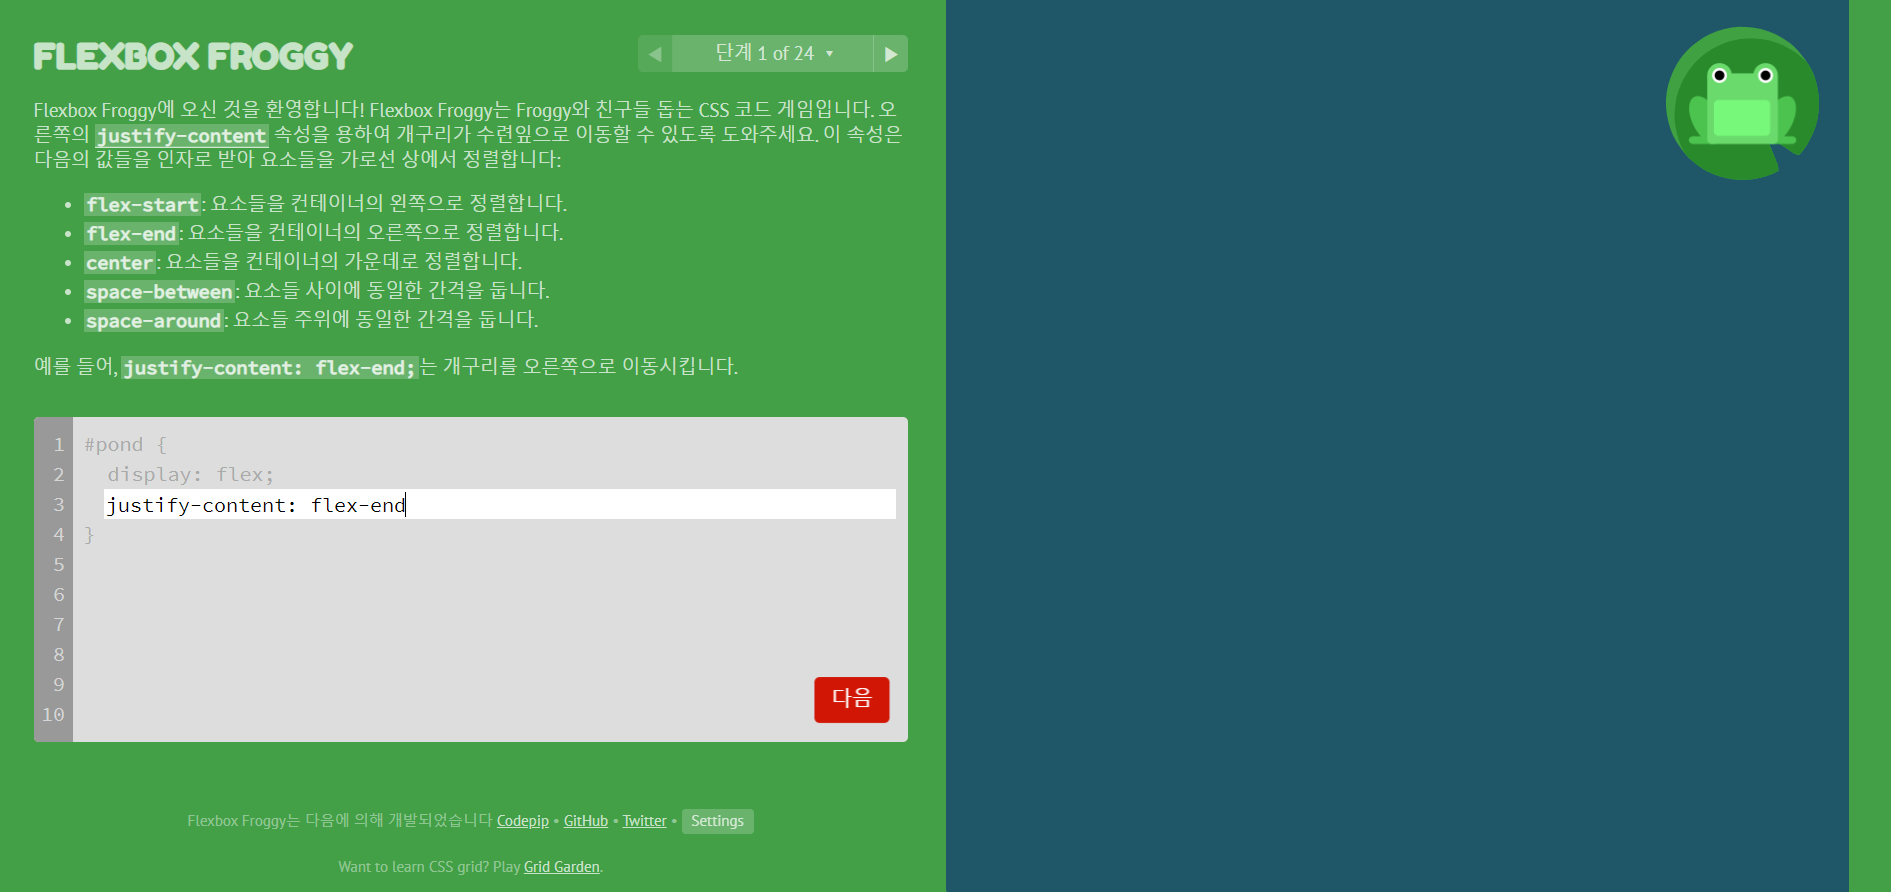 FLEXBOX FROGGY
◀ 단계 1 of 24 ▾ ▶
Flexbox Froggy에 오신 것을 환영합니다! Flexbox Froggy는 Froggy와 친구들 돕는 CSS 코드 게임입니다. 오
른쪽의 justify-content 속성을 용하여 개구리가 수련잎으로 이동할 수 있도록 도와주세요. 이 속성은
다음의 값들을 인자로 받아 요소들을 가로선 상에서 정렬합니다:
• flex-start: 요소들을 컨테이너의 왼쪽으로 정렬합니다.
• flex-end: 요소들을 컨테이너의 오른쪽으로 정렬합니다.
• center: 요소들을 컨테이너의 가운데로 정렬합니다.
• space-between: 요소들 사이에 동일한 간격을 둡니다.
• space-around: 요소들 주위에 동일한 간격을 둡니다.
예를 들어, justify-content: flex-end;는 개구리를 오른쪽으로 이동시킵니다.
1 #pond {
2 display: flex;
3 justify-content: flex-end
4 }
5
6
7
8
9
10
다음
Flexbox Froggy는 다음에 의해 개발되었습니다 Codepip • GitHub • Twitter • Settings
Want to learn CSS grid? Play Grid Garden.